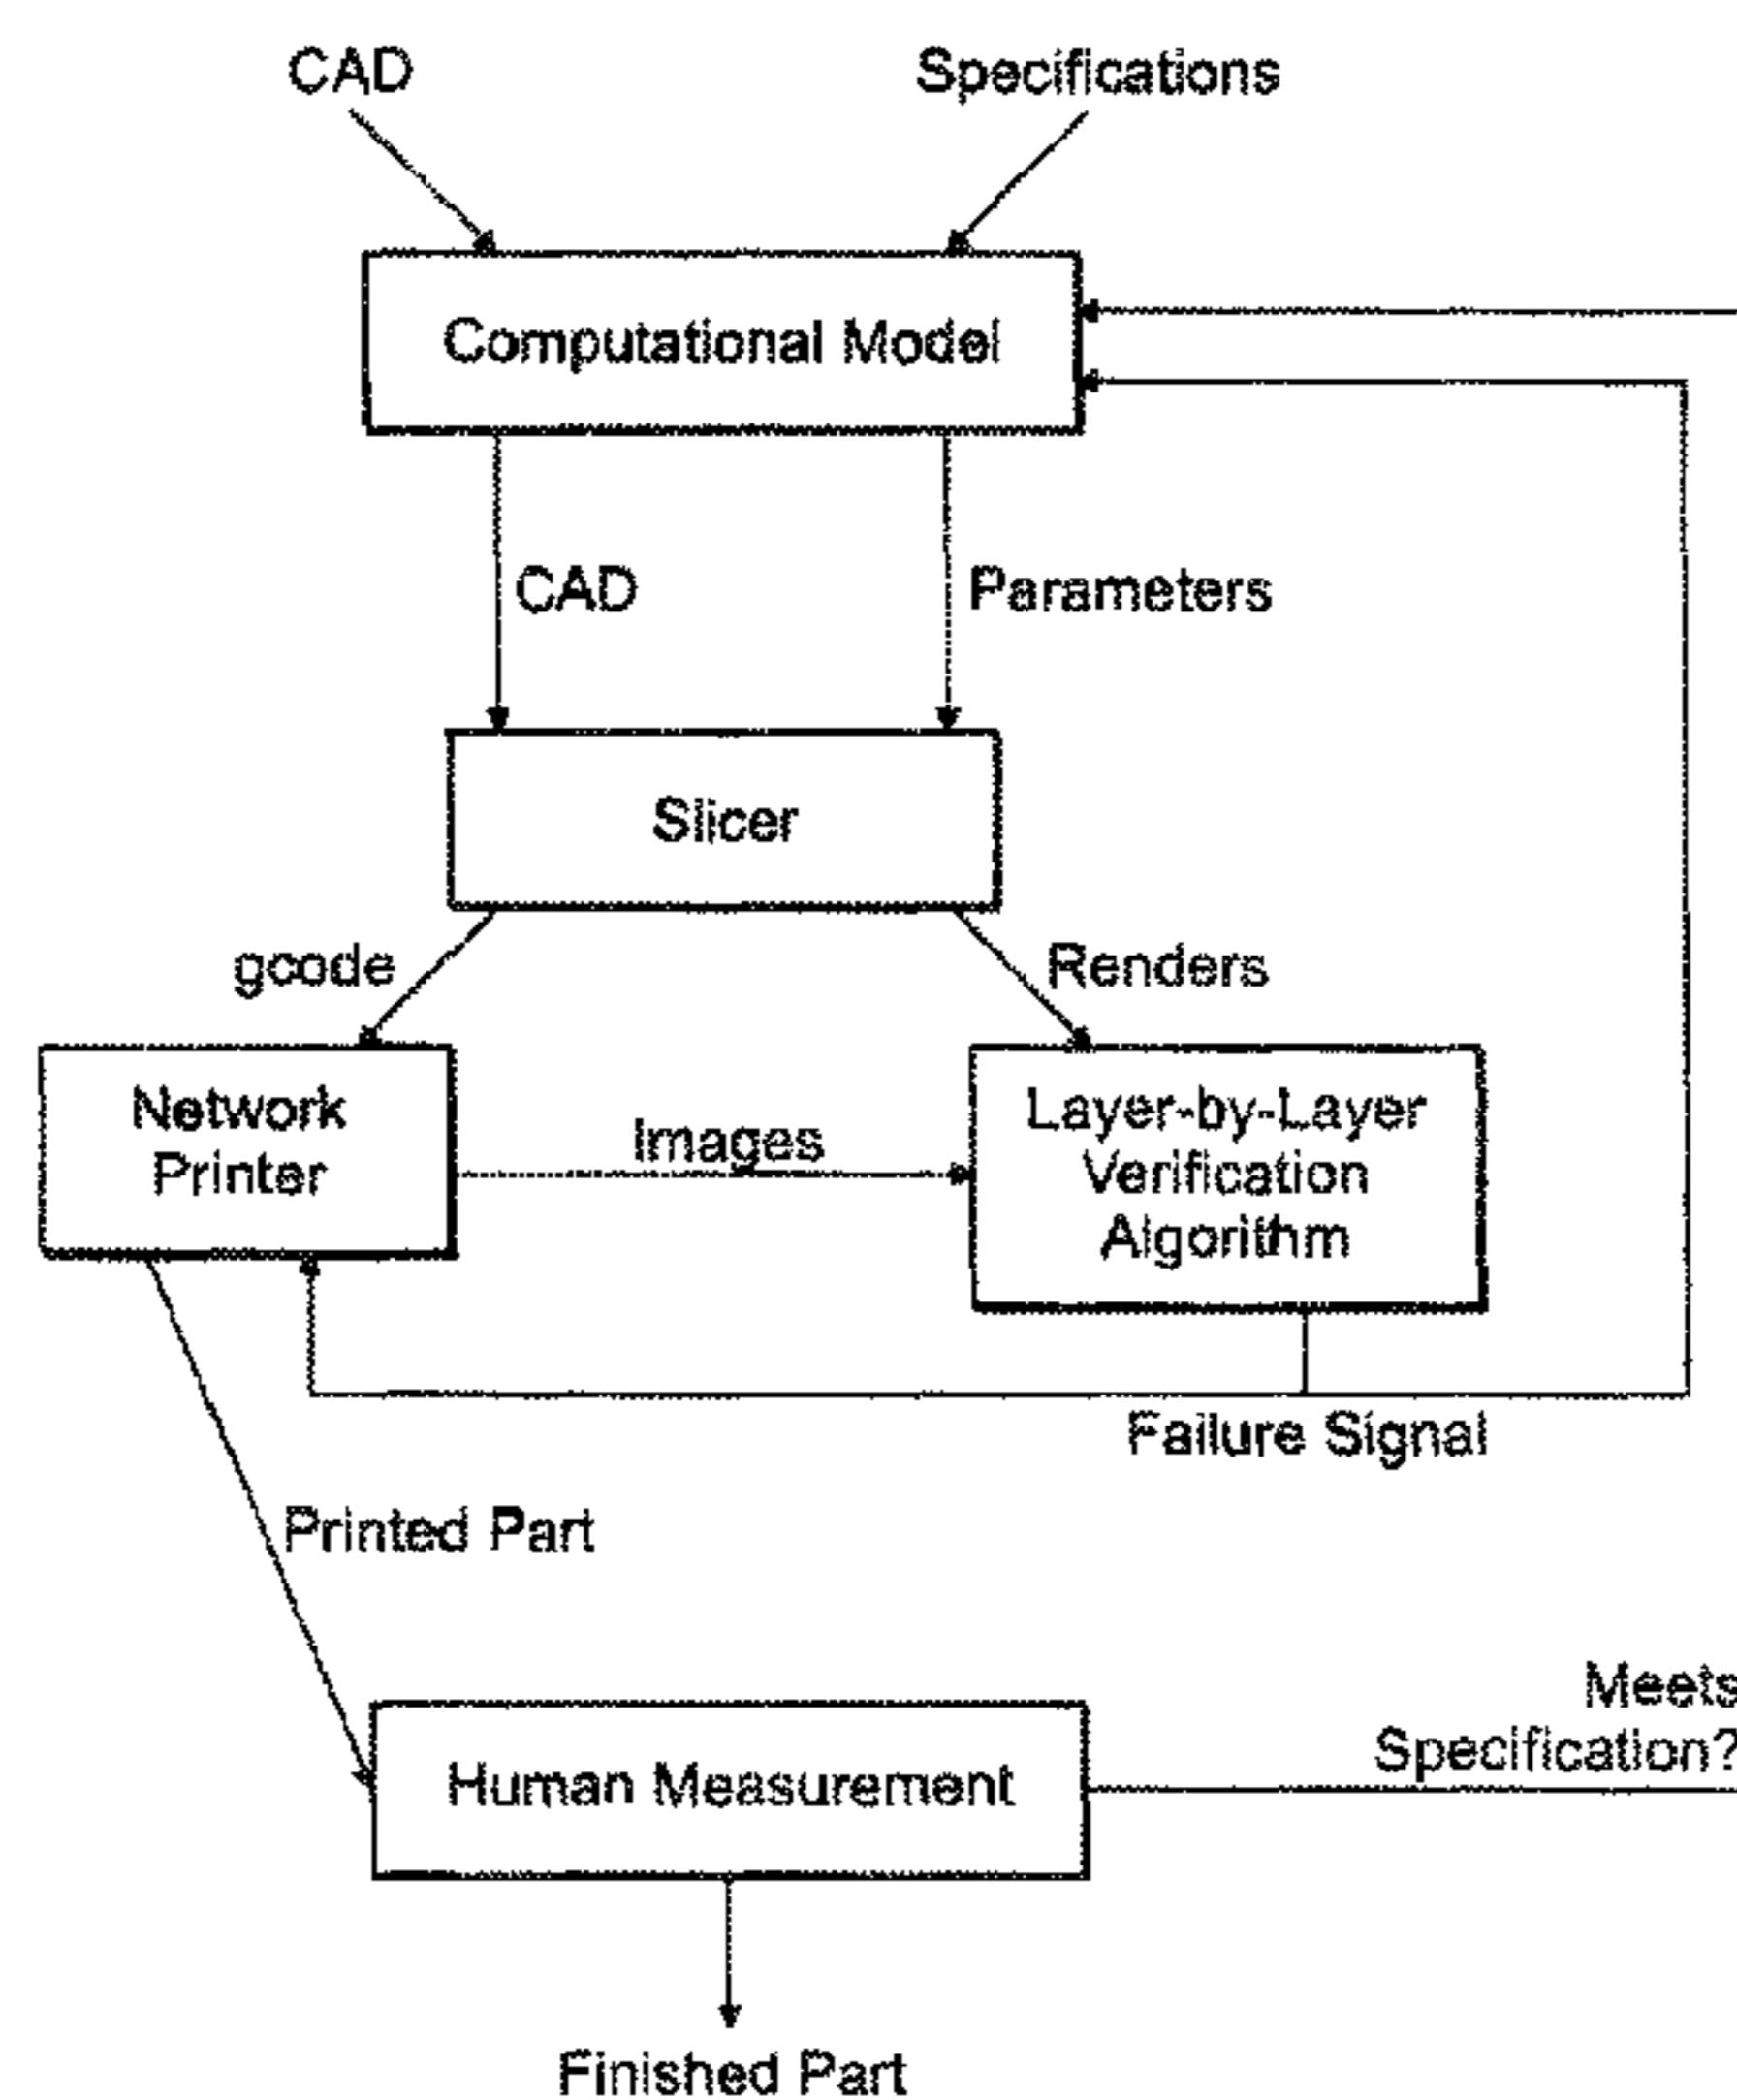 CAD
Specifications
Computational Model
CAD
Parameters
Slicer
gcode
Renders
Network
Printer
Images
Layer-by-Layer
Verification
Algorithm
Failure Signal
Printed Part
Meets
Specification?
Human Measurement
Finished Part